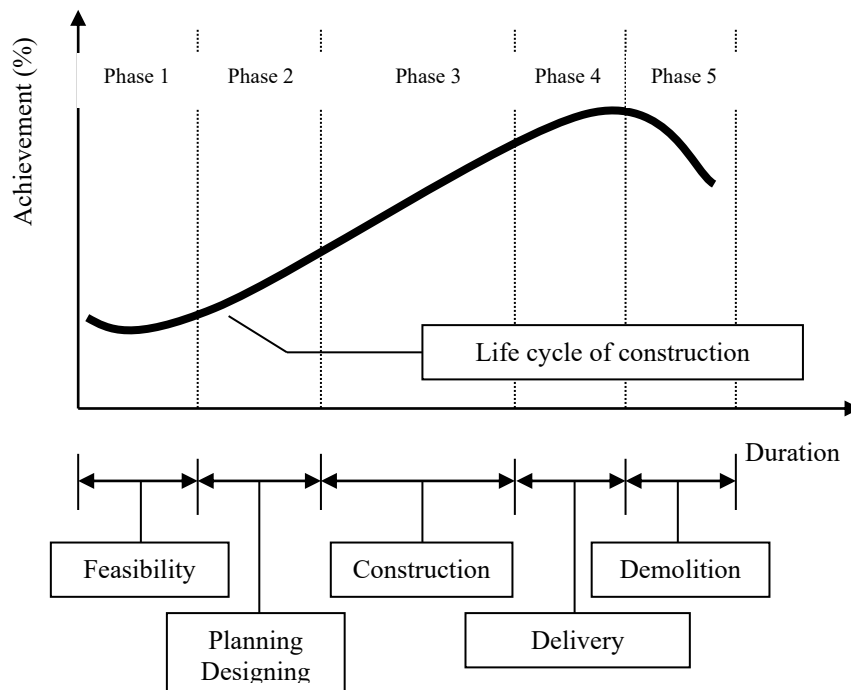 Achievement (%)
Phase 1
Phase 2
Phase 3
Phase 4
Phase 5
Life cycle of construction
Duration
Feasibility
Construction
Demolition
Planning
Designing
Delivery